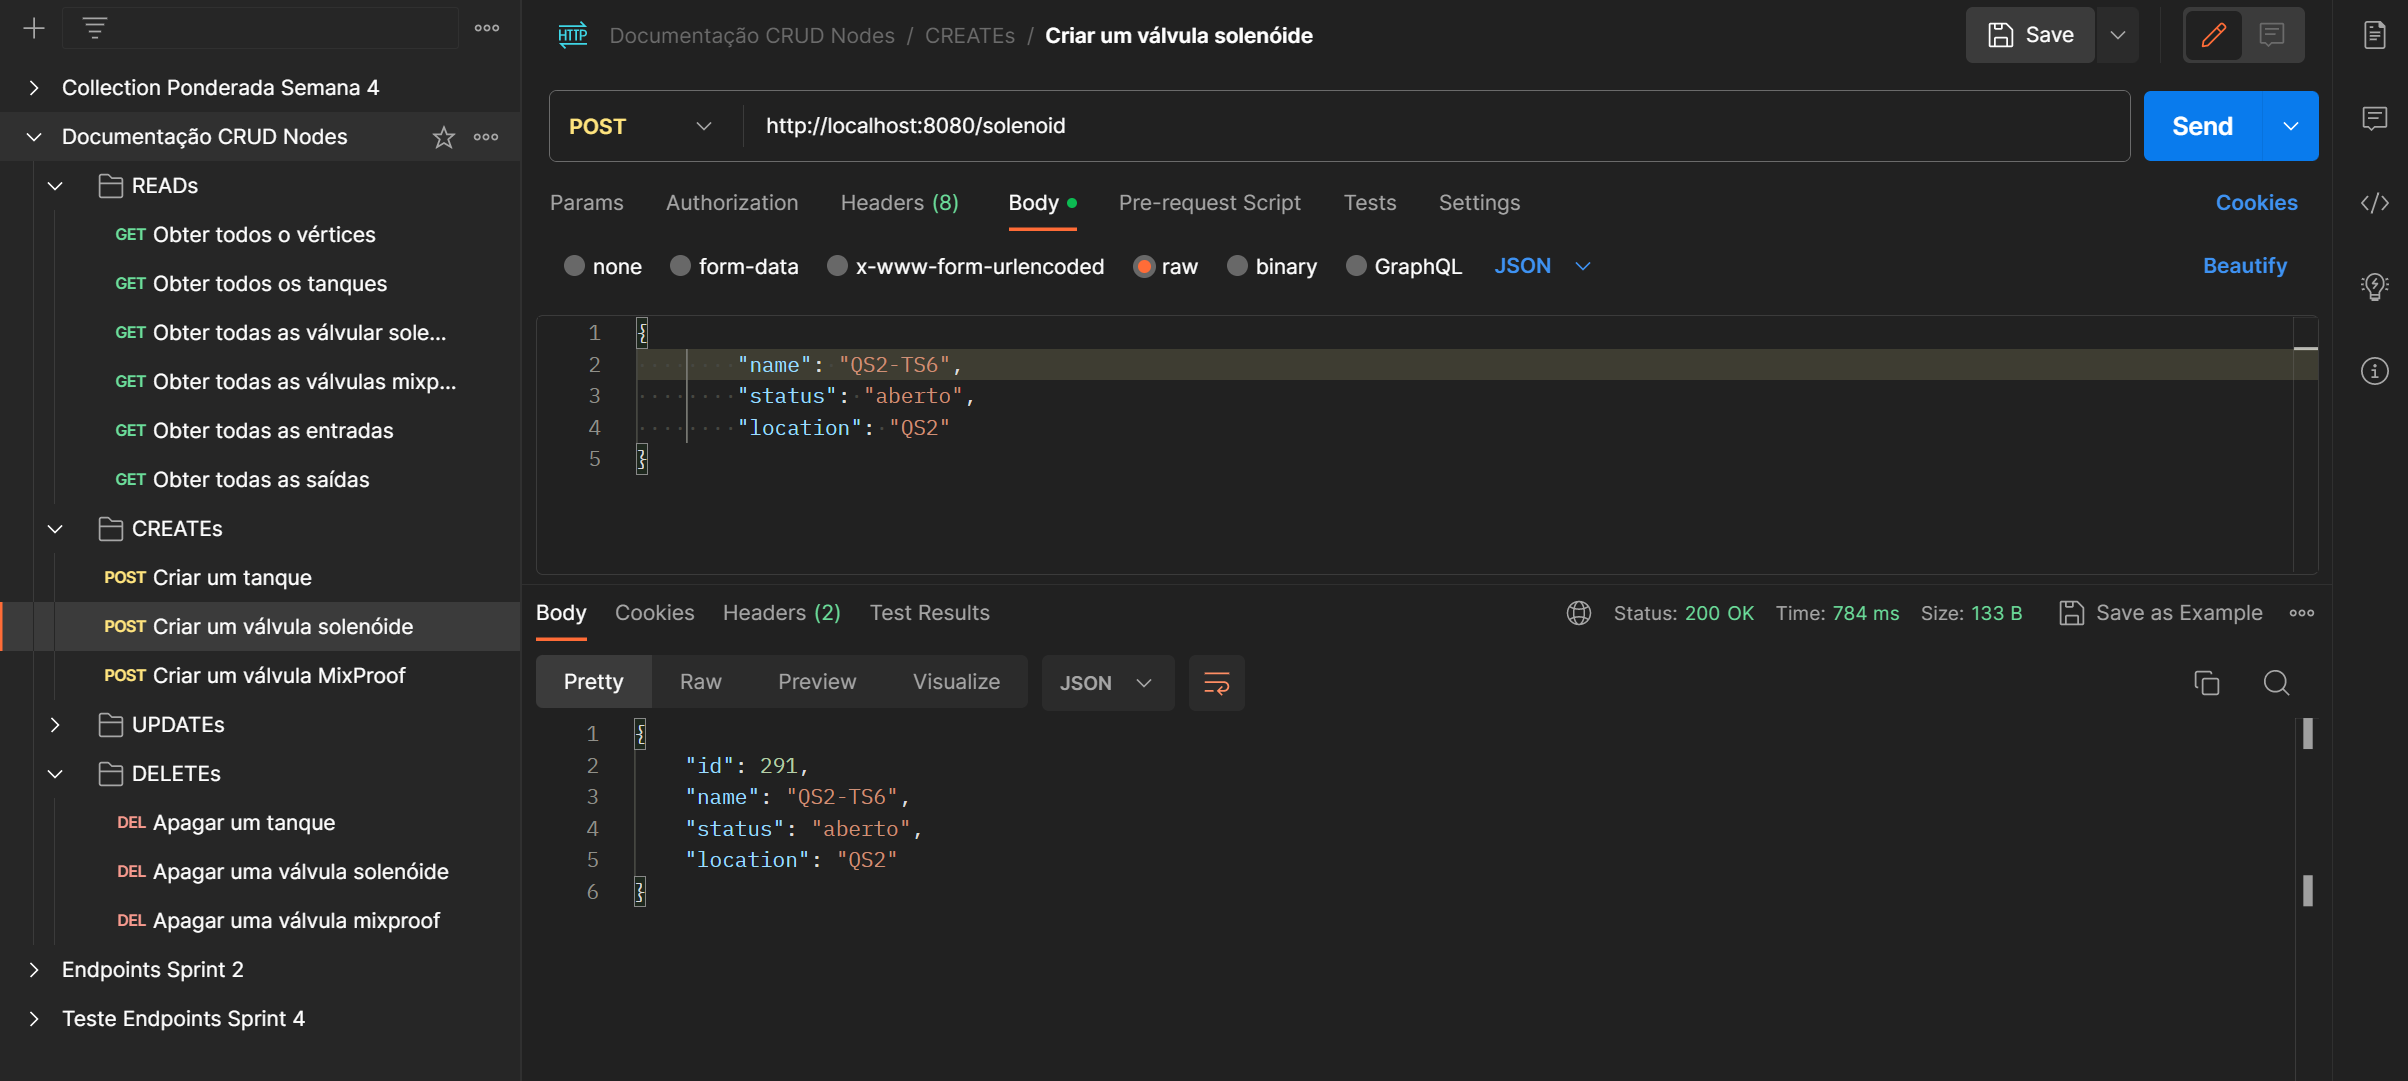 Collection Ponderada Semana 4
Documentação CRUD Nodes
READs
GET Obter todos o vértices
GET Obter todos os tanques
GET Obter todas as válvular sole...
GET Obter todas as válvulas mixp...
GET Obter todas as entradas
GET Obter todas as saídas
CREATEs
POST Criar um tanque
POST Criar um válvula solenóide
POST Criar um válvula MixProof
UPDATEs
DELETEs
DEL Apagar um tanque
DEL Apagar uma válvula solenóide
DEL Apagar uma válvula mixproof
Endpoints Sprint 2
Teste Endpoints Sprint 4
HTTP Documentação CRUD Nodes / CREATEs / Criar um válvula solenóide
Save
POST http://localhost:8080/solenoid Send
Params Authorization Headers (8) Body Pre-request Script Tests Settings Cookies
none form-data x-www-form-urlencoded raw binary GraphQL JSON Beautify
1 {
2 "name": "QS2-TS6",
3 "status": "aberto",
4 "location": "QS2"
5 }
Body Cookies Headers (2) Test Results Status: 200 OK Time: 784 ms Size: 133 B Save as Example
Pretty Raw Preview Visualize JSON
1 {
2 "id": 291,
3 "name": "QS2-TS6",
4 "status": "aberto",
5 "location": "QS2"
6 }